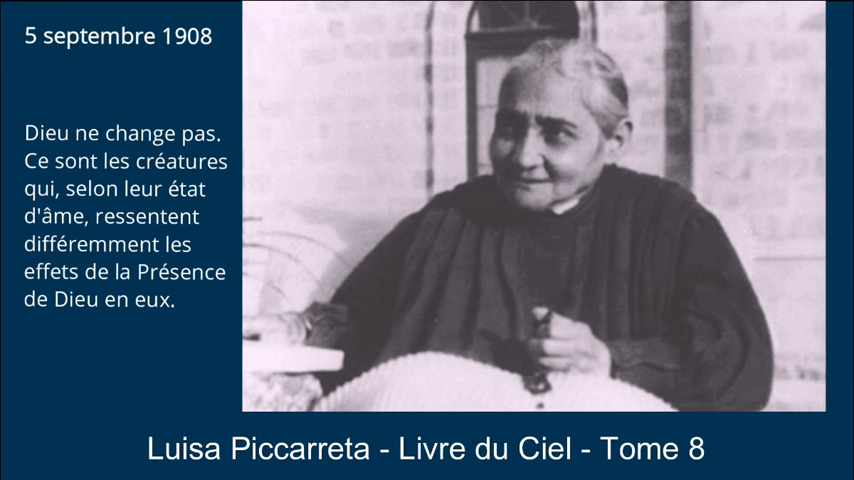 5 septembre 1908
Dieu ne change pas.
Ce sont les créatures
qui, selon leur état
d'âme, ressentent
différemment les
effets de la Présence
de Dieu en eux.
Luisa Piccarreta - Livre du Ciel - Tome 8